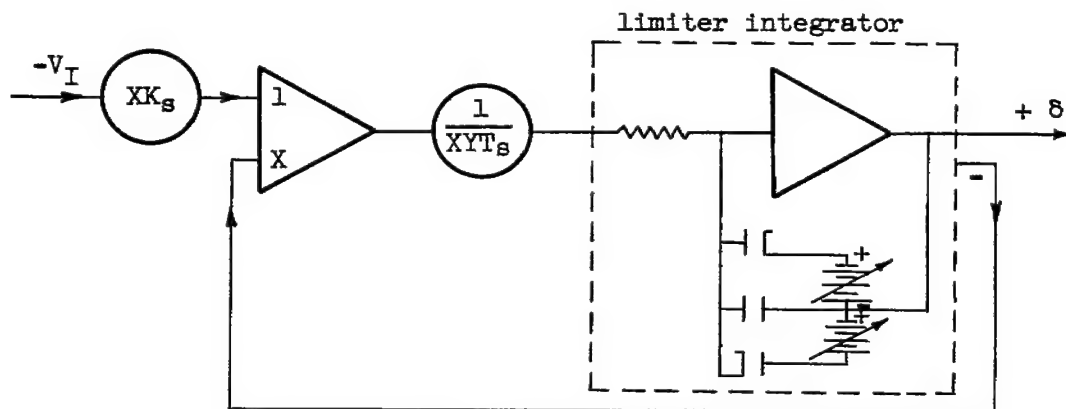 limiter integrator
-V_I
XK_s
1
X
1
XYT_s
+ δ
-
+
+